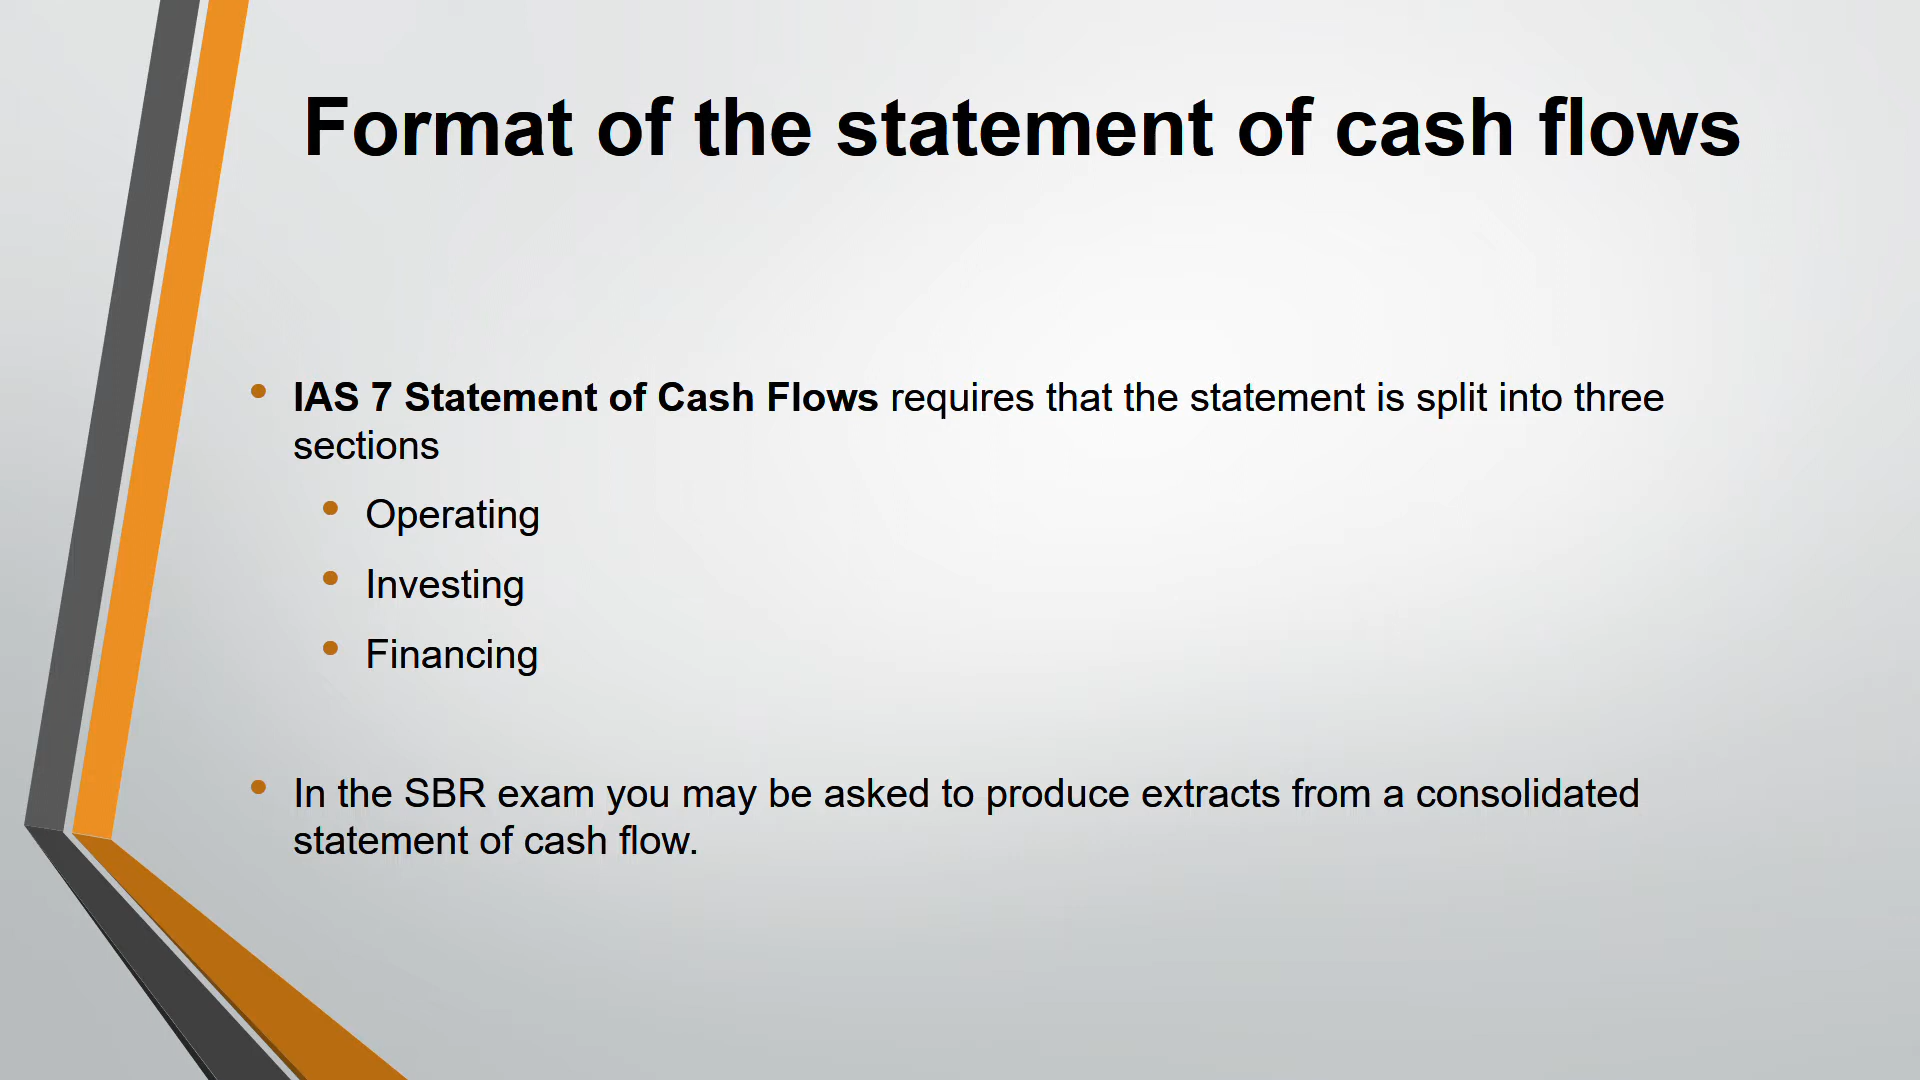 Format of the statement of cash flows
IAS 7 Statement of Cash Flows requires that the statement is split into three
sections
Operating
Investing
Financing
In the SBR exam you may be asked to produce extracts from a consolidated
statement of cash flow.